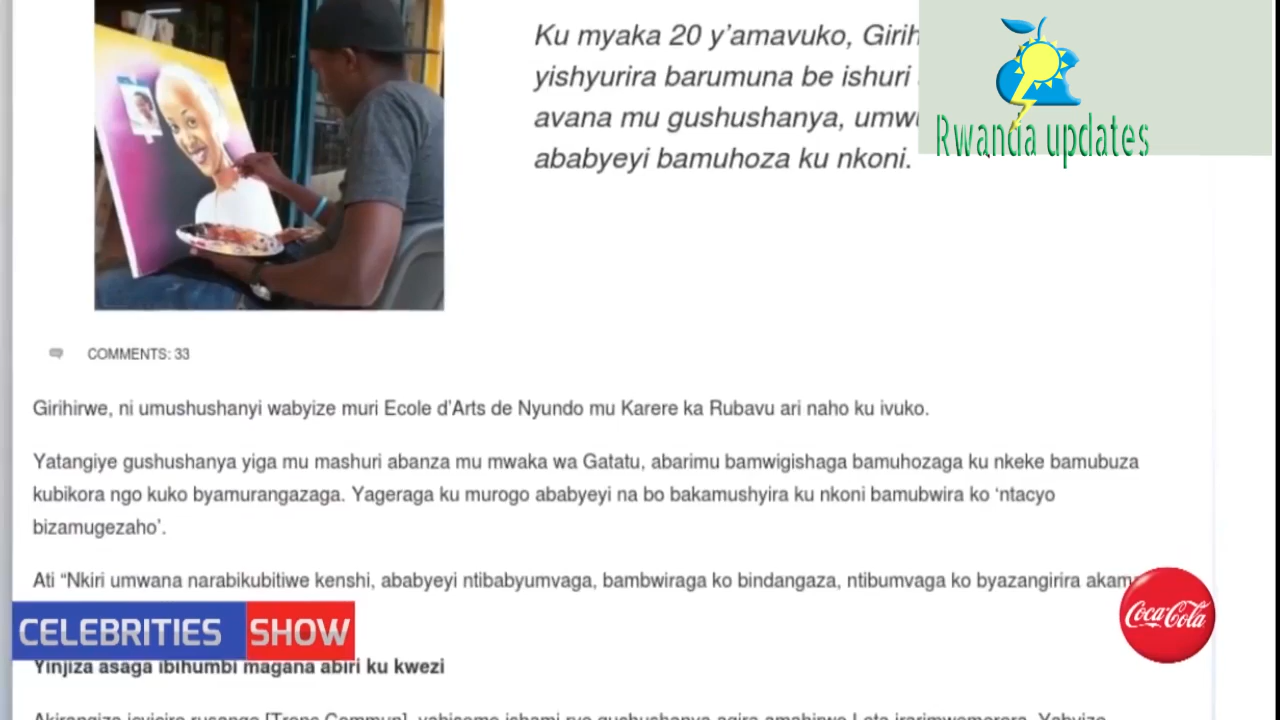 Ku myaka 20 y’amavuko,
yishyurira barumuna be ishuri
avana mu gushushanya,
ababyeyi bamuhoza ku nkoni.
Rwanda updates
COMMENTS: 33
Girihirwe, ni umushushanyi wabyize muri Ecole d’Arts de Nyundo mu Karere ka Rubavu ari naho ku ivuko.
Yatangiye gushushanya yiga mu mashuri abanza mu mwaka wa Gatatu, abarimu bamwigishaga bamuhozaga ku nkeke bamubuza
kubikora ngo kuko byamurangazaga. Yageraga ku murogo ababyeyi na bo bakamushyira ku nkoni bamubwira ko ‘ntacyo
bizamugezaho’.
Ati “Nkiri umwana narabikubitiwe kenshi, ababyeyi ntibabyumvaga, bambwiraga ko bindangaza, ntibumvaga ko byazangirira
Coca-Cola
CELEBRITIES SHOW
Yinjiza asaga ibihumbi magana abiri ku kwezi